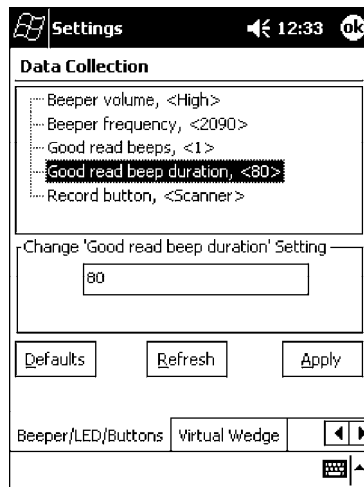 Settings 12:33 ok
Data Collection
Beeper volume, <High>
Beeper frequency, <2090>
Good read beeps, <1>
Good read beep duration, <80>
Record button, <Scanner>
Change 'Good read beep duration' Setting
80
Defaults Refresh Apply
Beeper/LED/Buttons Virtual Wedge